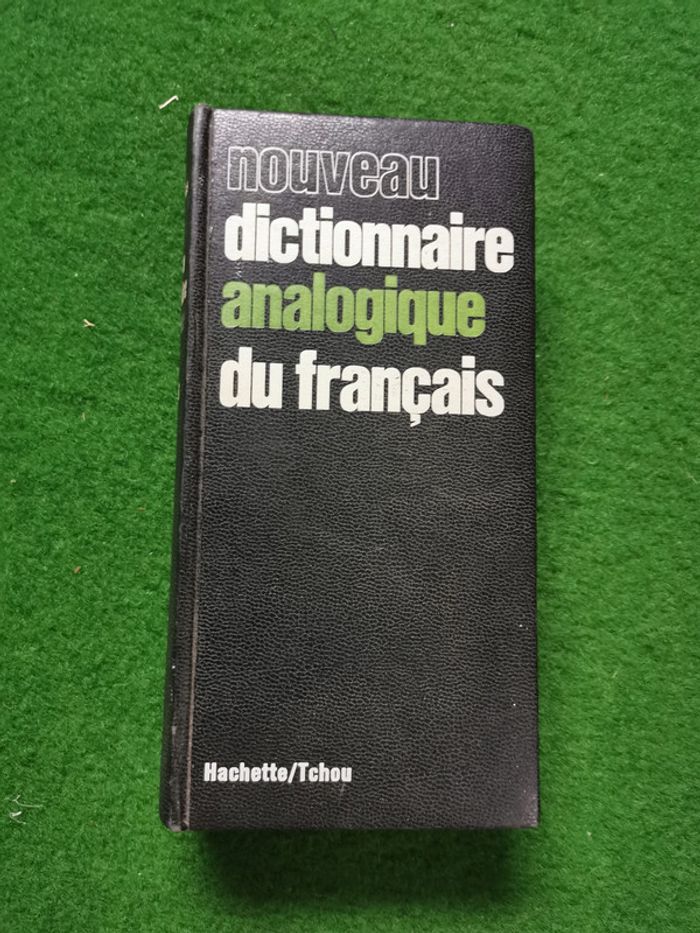 nouveau
dictionnaire
analogique
du français
Hachette/Tchou